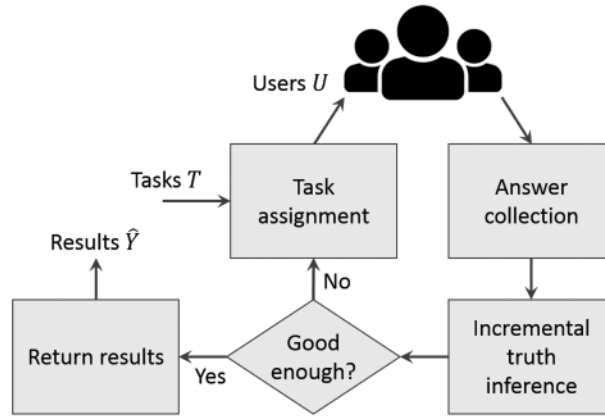 Users U
Tasks T
Task
assignment
Answer
collection
Results Ŷ
No
Return results
Yes
Good
enough?
Incremental
truth
inference